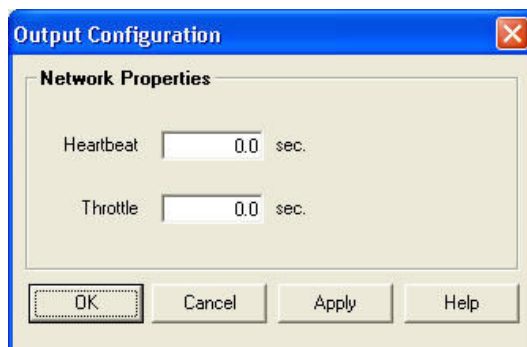 Output Configuration
Network Properties
Heartbeat 0.0 sec.
Throttle 0.0 sec.
OK Cancel Apply Help